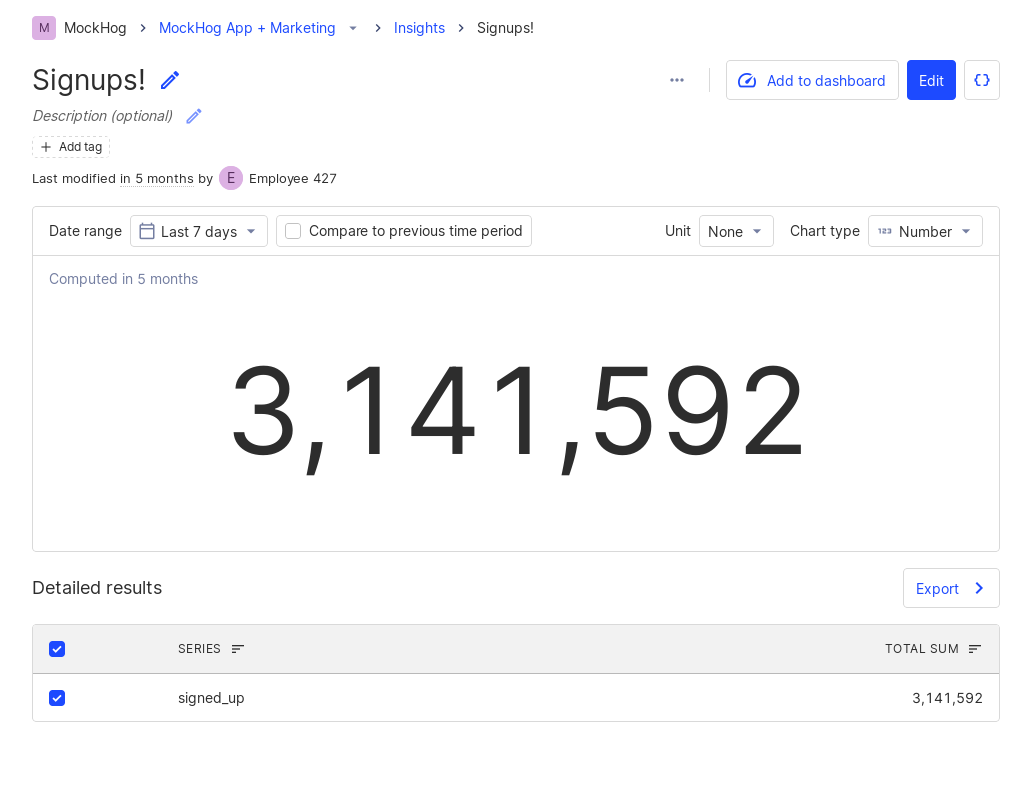 M MockHog MockHog App + Marketing Insights Signups!
Signups!
Add to dashboard Edit
Description (optional)
Add tag
Last modified in 5 months by E Employee 427
Date range Last 7 days Compare to previous time period Unit None Chart type 123 Number
Computed in 5 months
3,141,592
Detailed results
Export
SERIES TOTAL SUM
signed_up 3,141,592